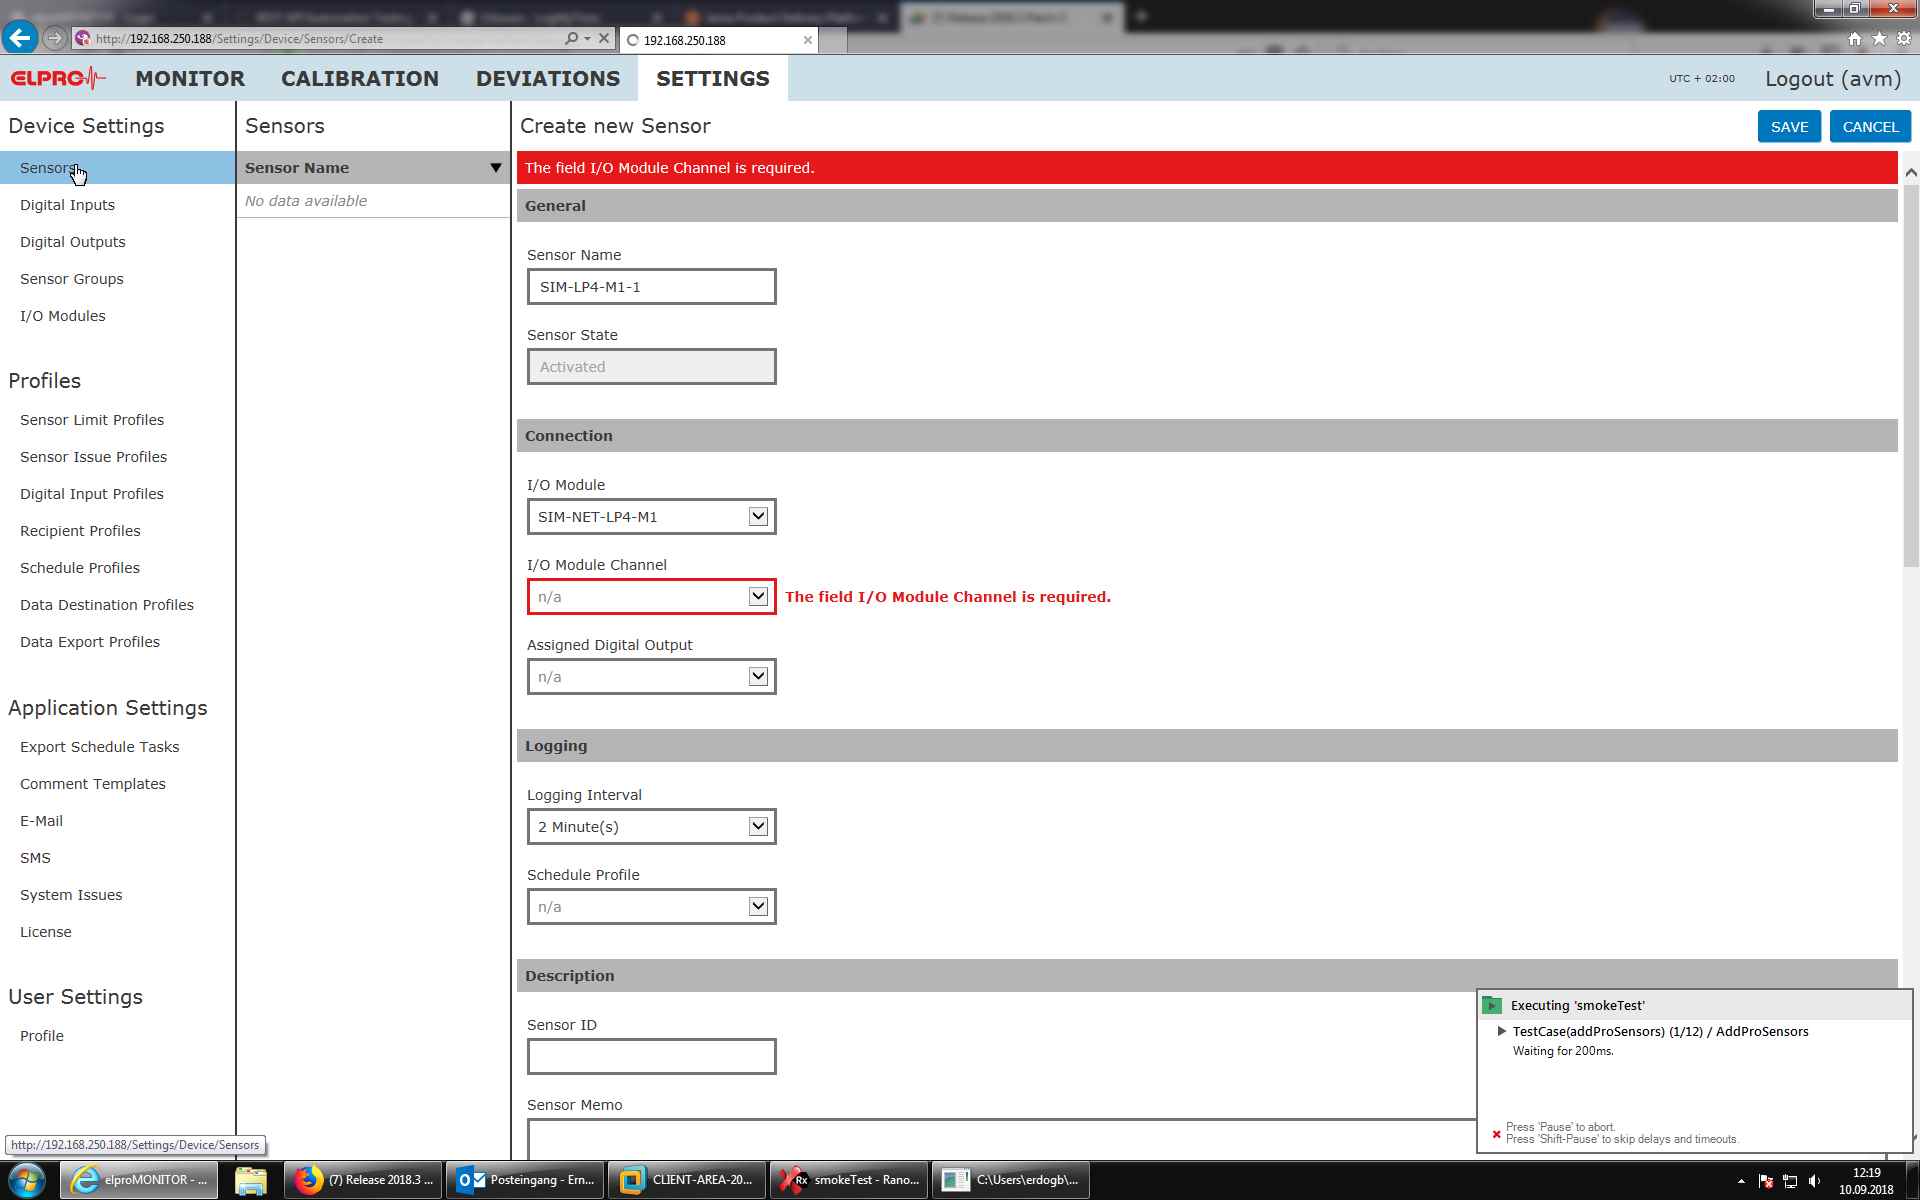 http://192.168.250.188/Settings/Device/Sensors/Create
192.168.250.188
ELPRO
MONITOR
CALIBRATION
DEVIATIONS
SETTINGS
UTC + 02:00
Logout (avm)
Device Settings
Sensors
Digital Inputs
Digital Outputs
Sensor Groups
I/O Modules
Profiles
Sensor Limit Profiles
Sensor Issue Profiles
Digital Input Profiles
Recipient Profiles
Schedule Profiles
Data Destination Profiles
Data Export Profiles
Application Settings
Export Schedule Tasks
Comment Templates
E-Mail
SMS
System Issues
License
User Settings
Profile
http://192.168.250.188/Settings/Device/Sensors
Sensors
Sensor Name
No data available
Create new Sensor
SAVE
CANCEL
The field I/O Module Channel is required.
General
Sensor Name
SIM-LP4-M1-1
Sensor State
Activated
Connection
I/O Module
SIM-NET-LP4-M1
I/O Module Channel
n/a
The field I/O Module Channel is required.
Assigned Digital Output
n/a
Logging
Logging Interval
2 Minute(s)
Schedule Profile
n/a
Description
Sensor ID
Sensor Memo
Executing 'smokeTest'
TestCase(addProSensors) (1/12) / AddProSensors
Waiting for 200ms.
Press 'Pause' to abort.
Press 'Shift-Pause' to skip delays and timeouts.
elproMONITOR - ...
(7) Release 2018.3 ...
Posteingang - Ern...
CLIENT-AREA-20...
Rx
smokeTest - Rano...
C:\Users\erdogb\...
12:19
10.09.2018